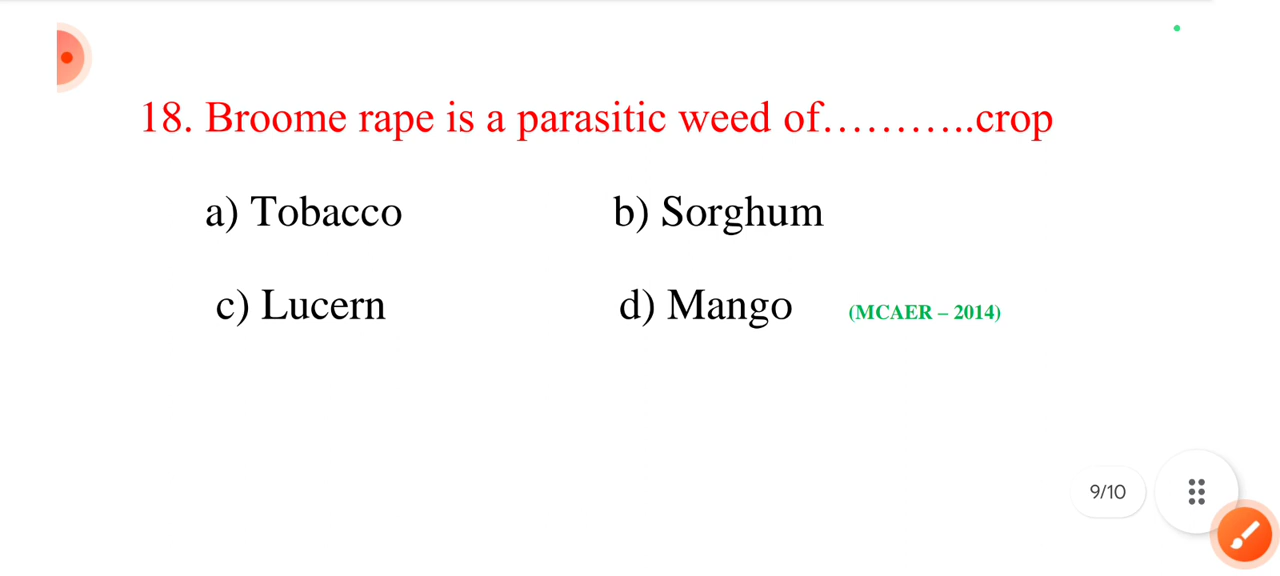 18. Broome rape is a parasitic weed of………..crop
a) Tobacco b) Sorghum
c) Lucern d) Mango (MCAER – 2014)
9/10